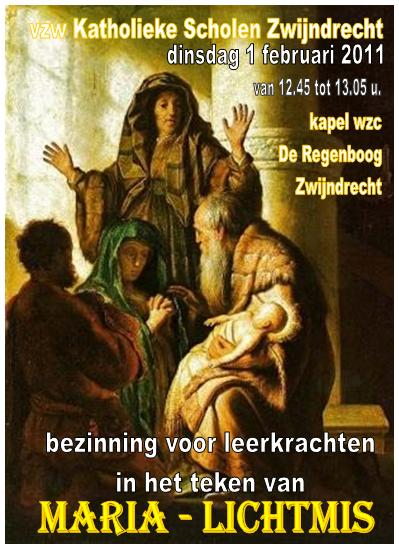 vzw Katholieke Scholen Zwijndrecht
dinsdag 1 februari 2011
van 12.45 tot 13.05 u.
kapel wzc
De Regenboog
Zwijndrecht
bezinning voor leerkrachten
in het teken van
MARIA - LICHTMIS